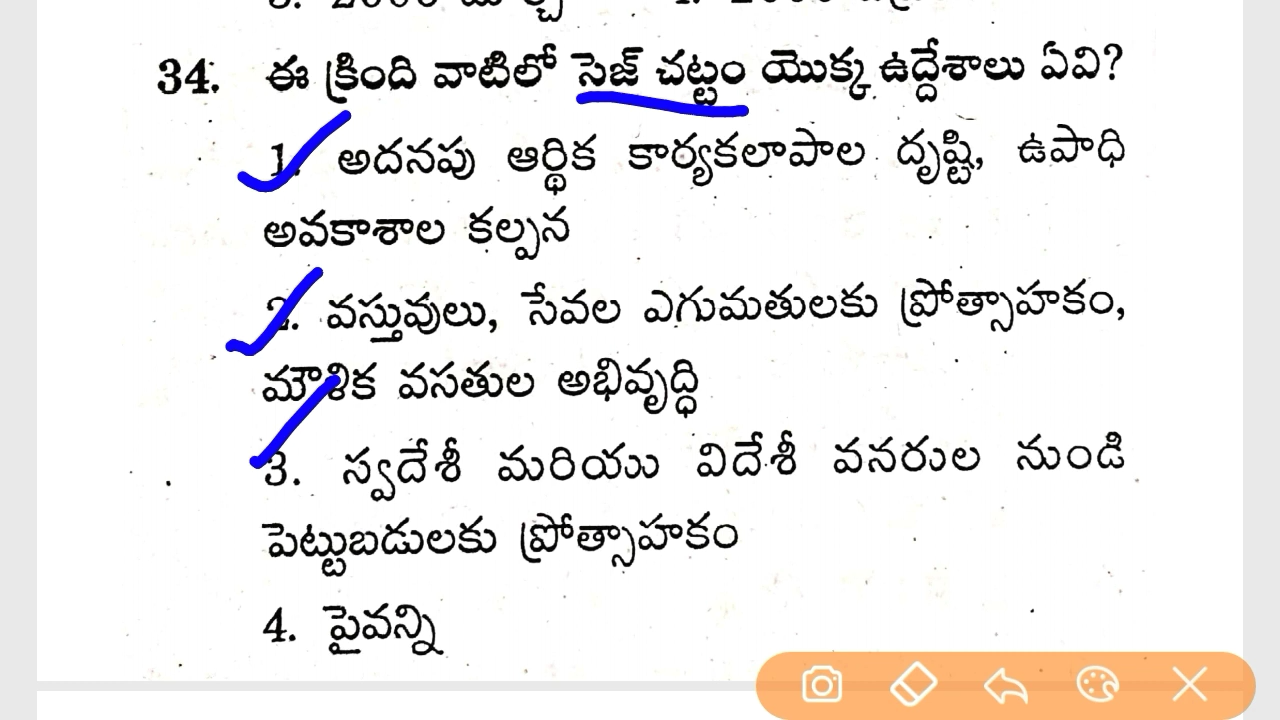 34. ఈ క్రింది వాటిలో సెజ్ చట్టం యొక్క ఉద్దేశాలు ఏవి?
1. అదనపు ఆర్థిక కార్యకలాపాల దృష్టి, ఉపాధి
అవకాశాల కల్పన
2. వస్తువులు, సేవల ఎగుమతులకు ప్రోత్సాహకం,
మౌళిక వసతుల అభివృద్ధి
3. స్వదేశీ మరియు విదేశీ వనరుల నుండి
పెట్టుబడులకు ప్రోత్సాహకం
4. పైవన్ని